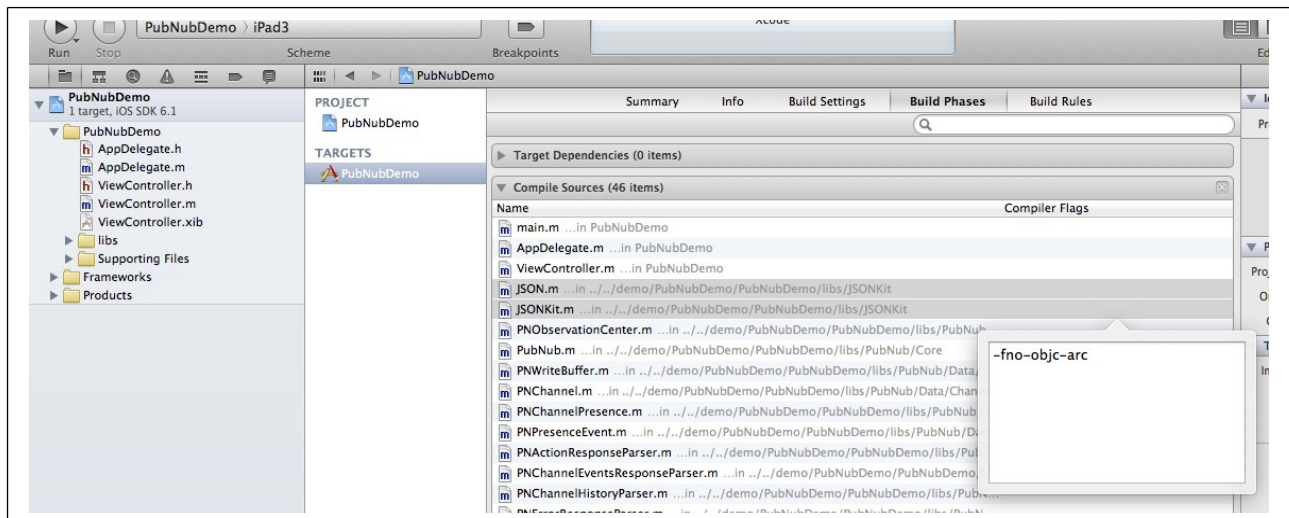 PubNubDemo > iPad3
Xcode
Run
Stop
Scheme
Breakpoints
PubNubDemo
PubNubDemo
1 target, iOS SDK 6.1
PubNubDemo
h AppDelegate.h
m AppDelegate.m
h ViewController.h
m ViewController.m
ViewController.xib
libs
Supporting Files
Frameworks
Products
PROJECT
PubNubDemo
TARGETS
PubNubDemo
Summary
Info
Build Settings
Build Phases
Build Rules
Target Dependencies (0 items)
Compile Sources (46 items)
Name
Compiler Flags
m main.m ...in PubNubDemo
m AppDelegate.m ...in PubNubDemo
m ViewController.m ...in PubNubDemo
m JSON.m ...in ../../demo/PubNubDemo/PubNubDemo/libs/JSONKit
m JSONKit.m ...in ../../demo/PubNubDemo/PubNubDemo/libs/JSONKit
m PNObservationCenter.m ...in ../../demo/PubNubDemo/PubNubDemo/libs/PubNub
m PubNub.m ...in ../../demo/PubNubDemo/PubNubDemo/libs/PubNub/Core
m PNWriteBuffer.m ...in ../../demo/PubNubDemo/PubNubDemo/libs/PubNub/Data/
m PNChannel.m ...in ../../demo/PubNubDemo/PubNubDemo/libs/PubNub/Data/Chan
m PNChannelPresence.m ...in ../../demo/PubNubDemo/PubNubDemo/libs/PubNub
m PNPresenceEvent.m ...in ../../demo/PubNubDemo/PubNubDemo/libs/PubNub/Da
m PNActionResponseParser.m ...in ../../demo/PubNubDemo/PubNubDemo/libs/Pub
m PNChannelEventsResponseParser.m ...in ../../demo/PubNubDemo/PubNubDemo/
m PNChannelHistoryParser.m ...in ../../demo/PubNubDemo/PubNubDemo/libs/PubN...
-fno-objc-arc